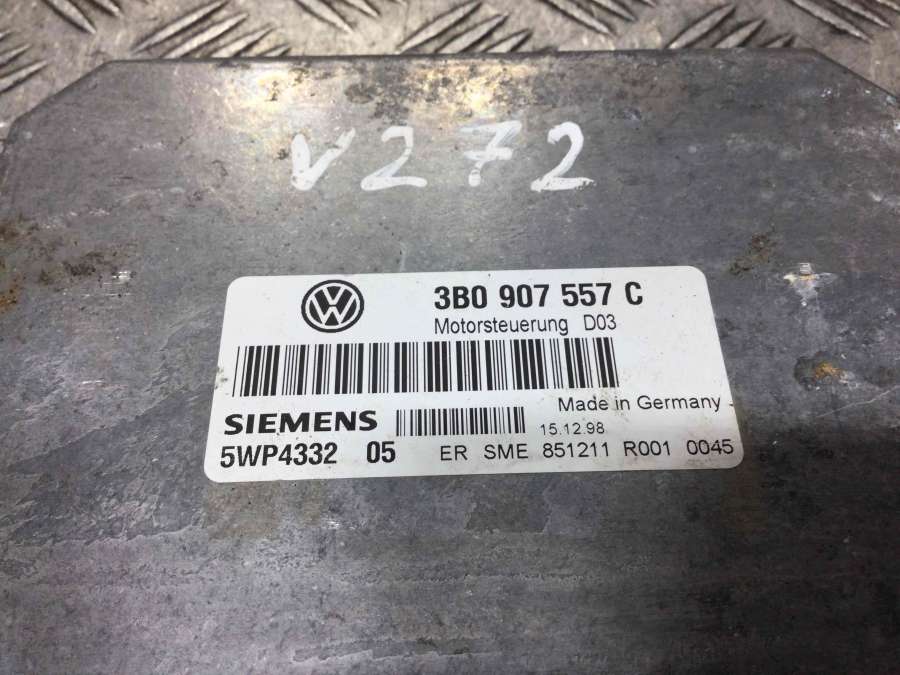 V272
3B0 907 557 C
Motorsteuerung D03
Made in Germany
SIEMENS
15.12.98
5WP4332 05 ER SME 851211 R001 0045